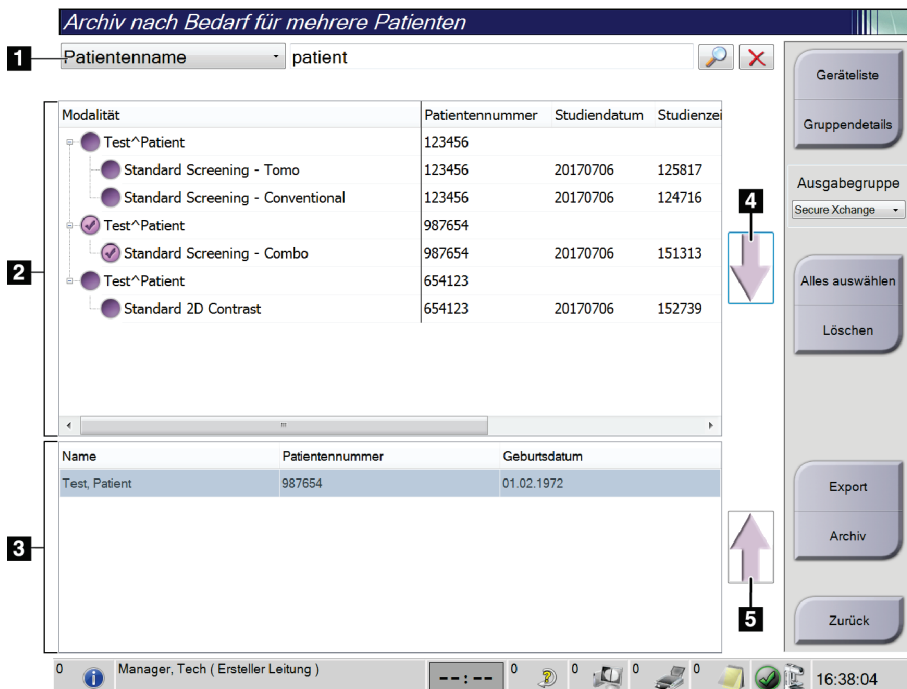 Archiv nach Bedarf für mehrere Patienten
1
Patientenname
patient
Geräteliste
Gruppendetails
Ausgabegruppe
Secure Xchange
Alles auswählen
Löschen
Export
Archiv
Zurück
2
Modalität Patientennummer Studiendatum Studienzei
Test^Patient 123456
Standard Screening - Tomo 123456 20170706 125817
Standard Screening - Conventional 123456 20170706 124716
Test^Patient 987654
Standard Screening - Combo 987654 20170706 151313
Test^Patient 654123
Standard 2D Contrast 654123 20170706 152739
4
3
Name Patientennummer Geburtsdatum
Test, Patient 987654 01.02.1972
5
0 Manager, Tech ( Ersteller Leitung ) --:-- 0 0 0 0 16:38:04